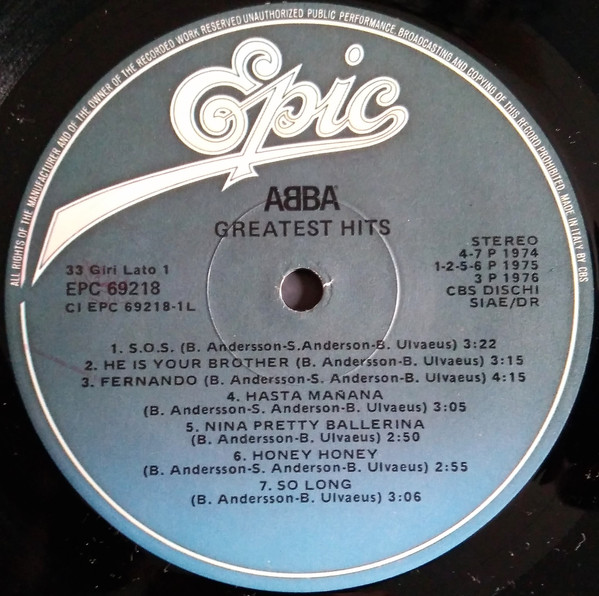 ALL RIGHTS OF THE MANUFACTURER AND OF THE OWNER OF THE RECORDED WORK RESERVED UNAUTHORIZED PUBLIC PERFORMANCE, BROADCASTING AND COPYING OF THIS RECORD PROHIBITED. MADE IN ITALY BY CBS
Epic
ABBA
GREATEST HITS
33 Giri Lato 1
EPC 69218
CI EPC 69218-1L
STEREO
4-7 P 1974
1-2-5-6 P 1975
3 P 1976
CBS DISCHI
SIAE/DR
1. S.O.S. (B. Andersson-S.Anderson-B. Ulvaeus) 3:22
2. HE IS YOUR BROTHER (B. Andersson-B. Ulvaeus) 3:15
3. FERNANDO (B. Andersson-S. Anderson-B. Ulvaeus) 4:15
4. HASTA MAÑANA
(B. Andersson-S. Anderson-B. Ulvaeus) 3:05
5. NINA PRETTY BALLERINA
(B. Andersson-B. Ulvaeus) 2:50
6. HONEY HONEY
(B. Andersson-S. Anderson-B. Ulvaeus) 2:55
7. SO LONG
(B. Andersson-B. Ulvaeus) 3:06